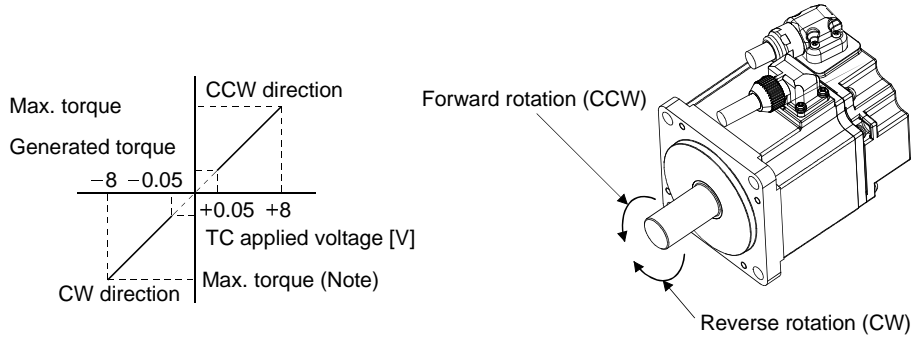 CCW direction
Max. torque
Generated torque
−8 −0.05
+0.05 +8
TC applied voltage [V]
Max. torque (Note)
CW direction
Forward rotation (CCW)
Reverse rotation (CW)